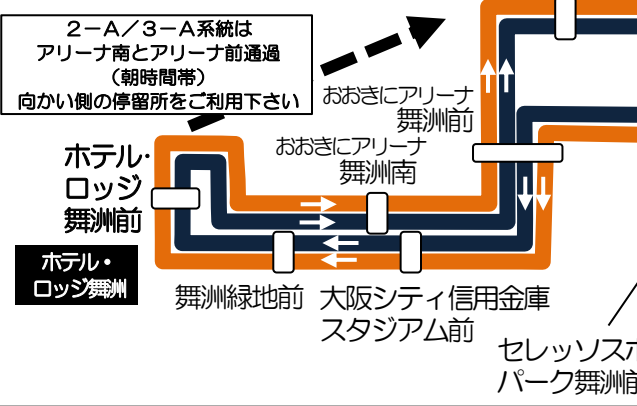 2－A／3－A系統は
アリーナ南とアリーナ前通過
（朝時間帯）
向かい側の停留所をご利用下さい
おおきにアリーナ
舞洲前
おおきにアリーナ
舞洲南
ホテル・
ロッジ
舞洲前
ホテル・
ロッジ舞洲
舞洲緑地前
大阪シティ信用金庫
スタジアム前
セレッソスポ
パーク舞洲前